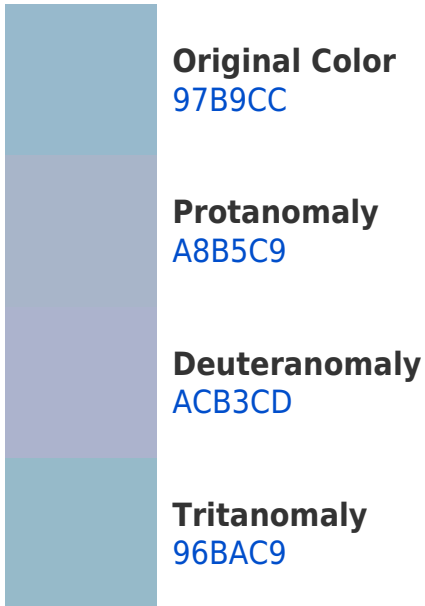 Original Color
97B9CC
Protanomaly
A8B5C9
Deuteranomaly
ACB3CD
Tritanomaly
96BAC9